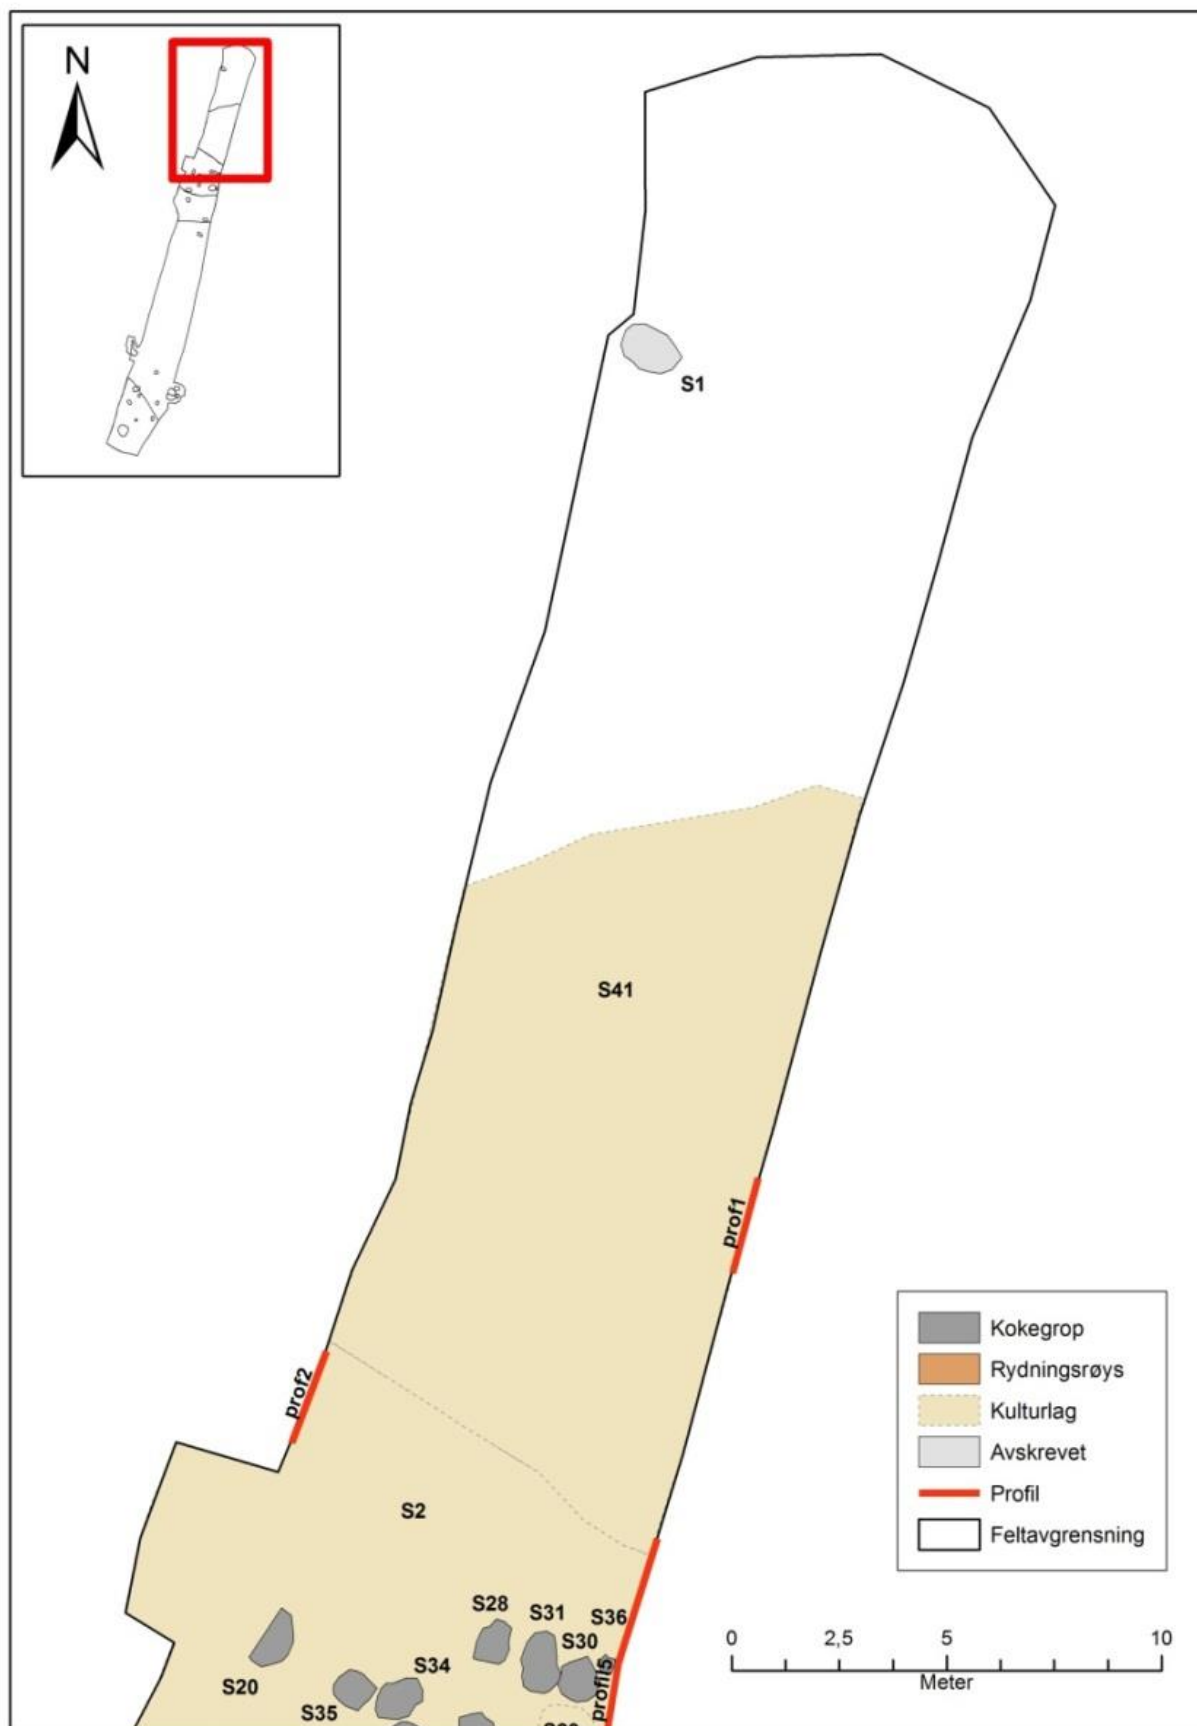 N
S1
S41
prof1
prof2
S2
S28
S31
S36
S30
S34
S20
S35
profil5
Kokegrop
Rydningsrøys
Kulturlag
Avskrevet
Profil
Feltavgrensning
0 2,5 5 10
Meter